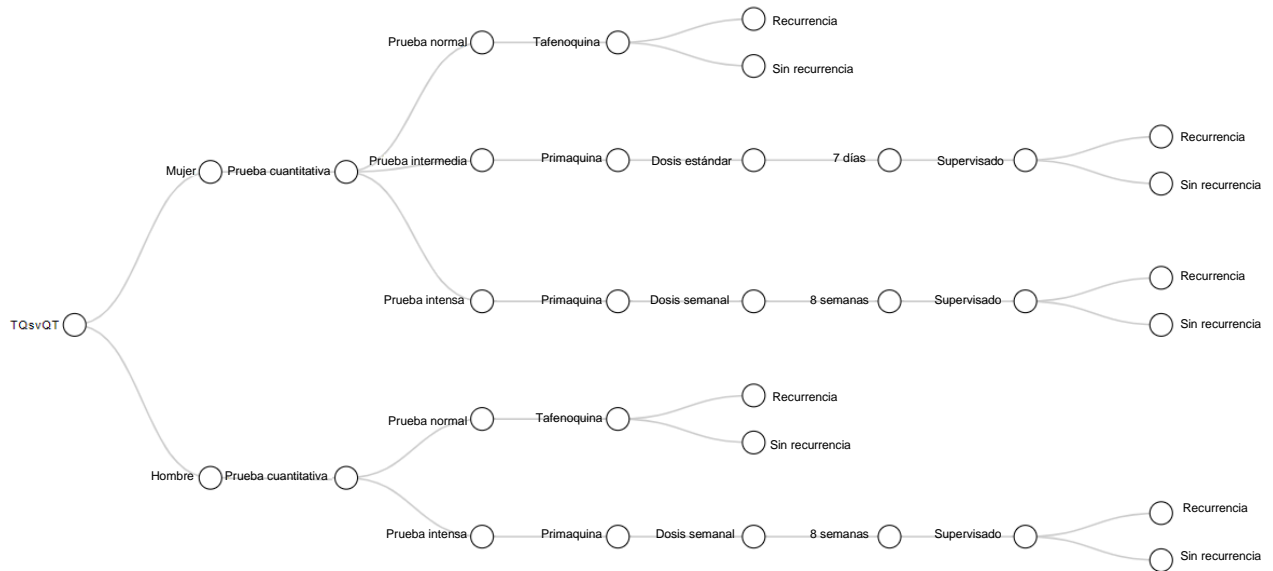 Recurrencia
Prueba normal
Tafenoquina
Sin recurrencia
Recurrencia
Prueba intermedia
Primaquina
Dosis estándar
7 días
Supervisado
Mujer
Prueba cuantitativa
Sin recurrencia
Recurrencia
Prueba intensa
Primaquina
Dosis semanal
8 semanas
Supervisado
TQsvQT
Sin recurrencia
Recurrencia
Prueba normal
Tafenoquina
Sin recurrencia
Hombre
Prueba cuantitativa
Recurrencia
Prueba intensa
Primaquina
Dosis semanal
8 semanas
Supervisado
Sin recurrencia